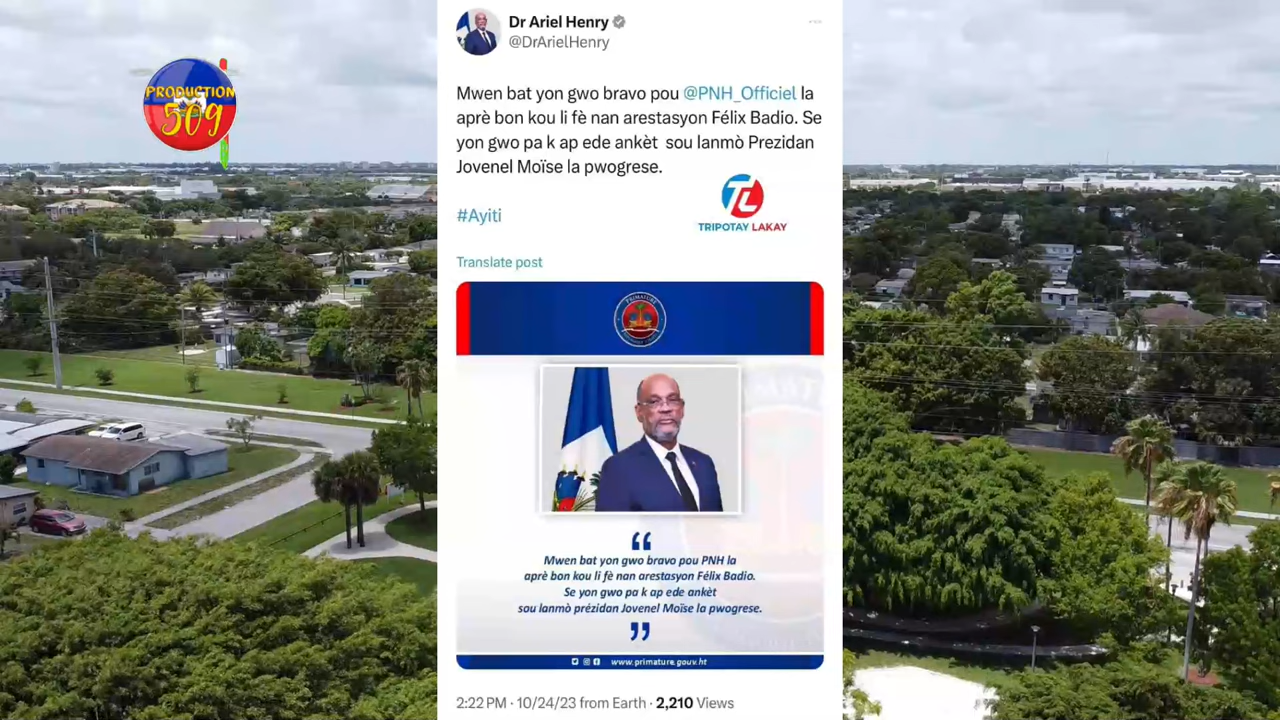 PRODUCTION
509
Dr Ariel Henry
@DrArielHenry
Mwen bat yon gwo bravo pou @PNH_Officiel la
aprè bon kou li fè nan arestasyon Félix Badio. Se
yon gwo pa k ap ede ankèt sou lanmò Prezidan
Jovenel Moïse la pwogrese.
TL
TRIPOTAY LAKAY
#Ayiti
Translate post
PRIMATURE
“
Mwen bat yon gwo bravo pou PNH la
aprè bon kou li fè nan arestasyon Félix Badio.
Se yon gwo pa k ap ede ankèt
sou lanmò prézidan Jovenel Moïse la pwogrese.
”
www.primature.gouv.ht
2:22 PM · 10/24/23 from Earth · 2,210 Views